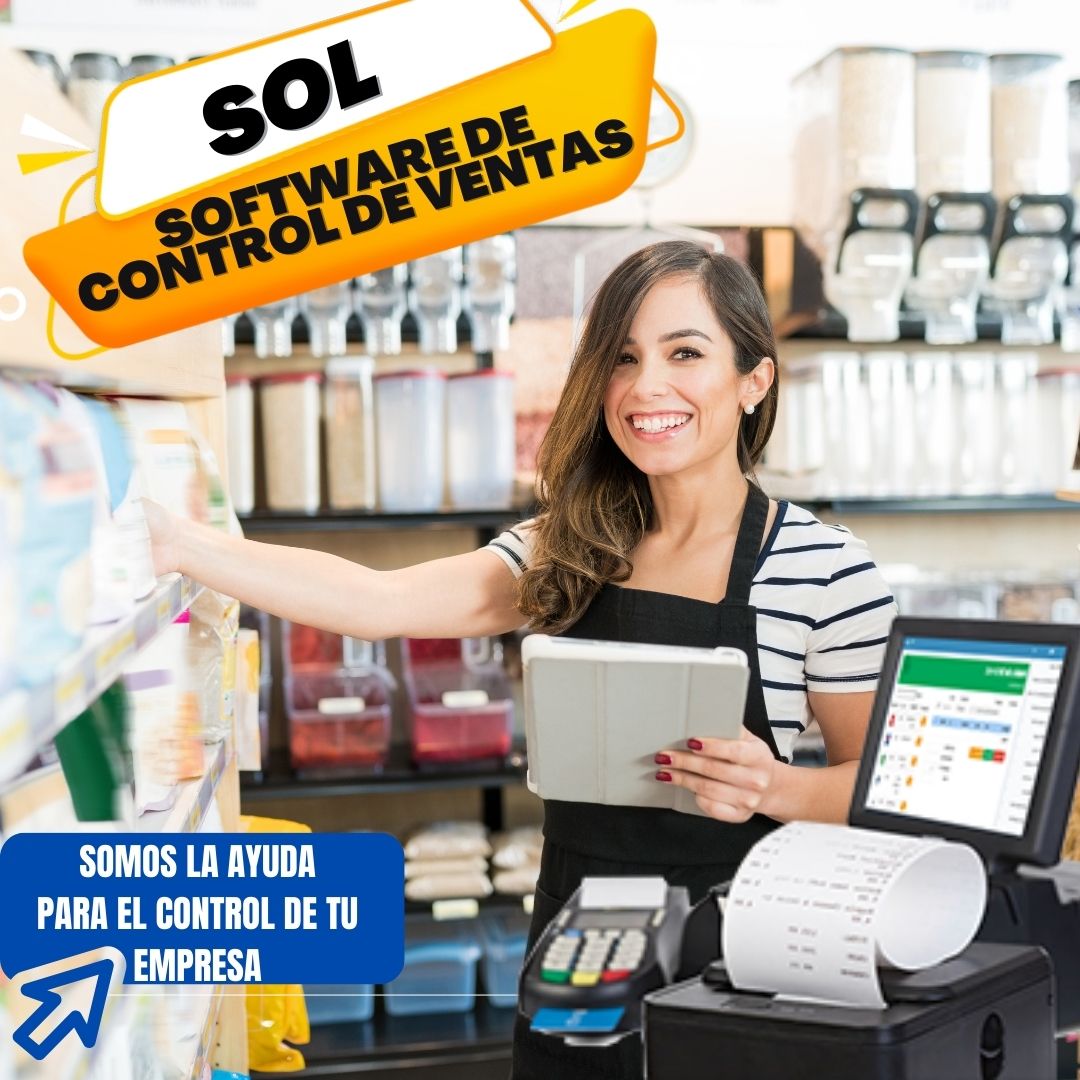 SOL
SOFTWARE DE
CONTROL DE VENTAS
SOMOS LA AYUDA
PARA EL CONTROL DE TU
EMPRESA